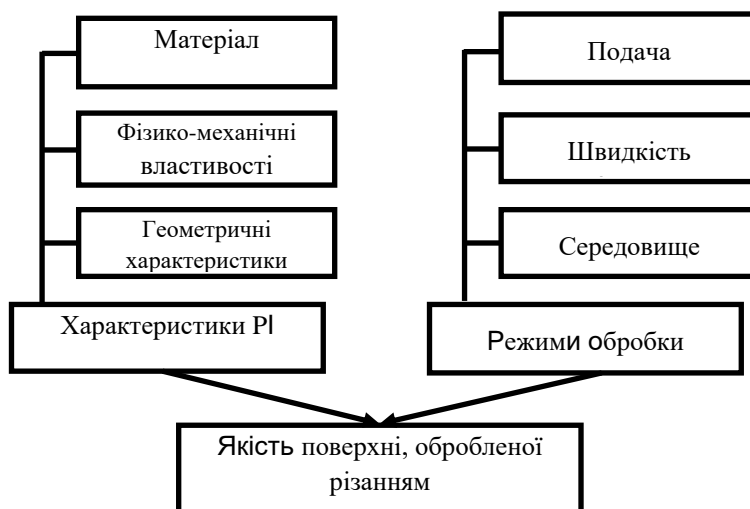 Матеріал
Фізико-механічні
властивості
Геометричні
характеристики
Характеристики РІ
Подача
Швидкість
Середовище
Режими обробки
Якість поверхні, обробленої
різанням